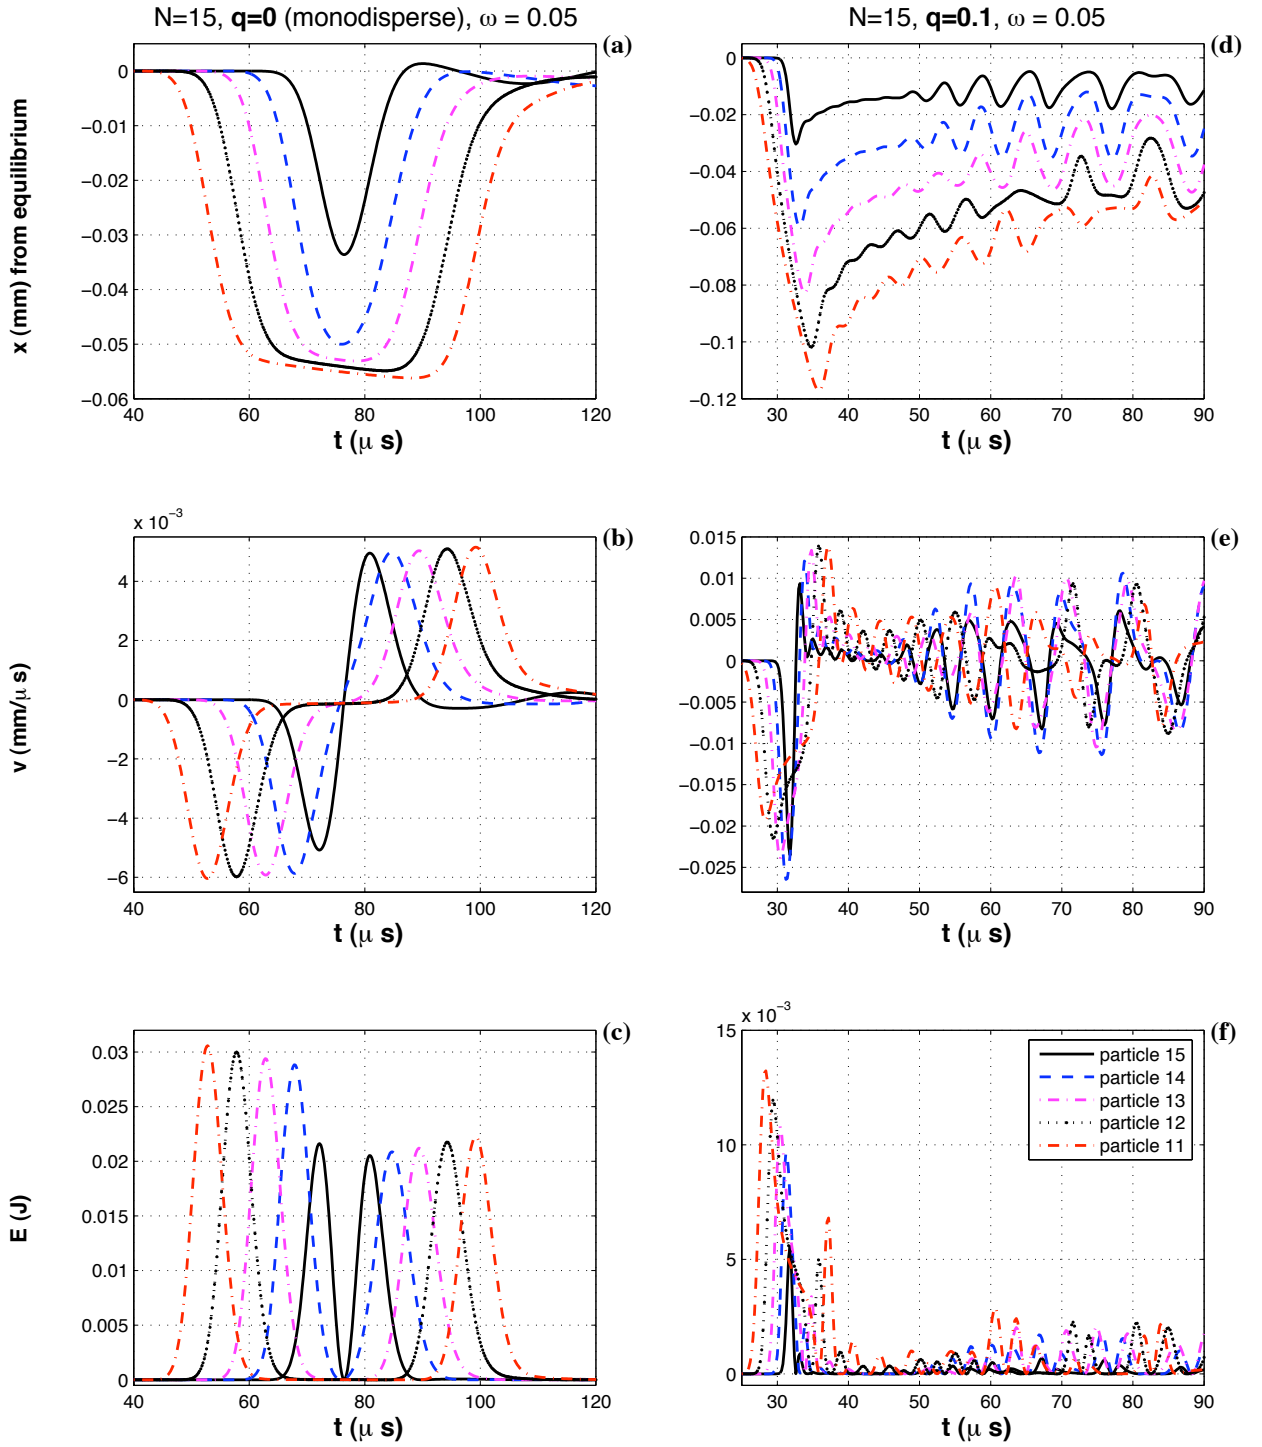 N=15, q=0 (monodisperse), ω = 0.05
(a)
x (mm) from equilibrium
0
−0.01
−0.02
−0.03
−0.04
−0.05
−0.06
40 60 80 100 120
t (μ s)
N=15, q=0.1, ω = 0.05
(d)
0
−0.02
−0.04
−0.06
−0.08
−0.1
−0.12
30 40 50 60 70 80 90
t (μ s)
x 10−3
(b)
v (mm/μ s)
4
2
0
−2
−4
−6
40 60 80 100 120
t (μ s)
(e)
0.015
0.01
0.005
0
−0.005
−0.01
−0.015
−0.02
−0.025
30 40 50 60 70 80 90
t (μ s)
(c)
E (J)
0.03
0.025
0.02
0.015
0.01
0.005
0
40 60 80 100 120
t (μ s)
x 10−3
(f)
15
10
5
0
particle 15
particle 14
particle 13
particle 12
particle 11
30 40 50 60 70 80 90
t (μ s)